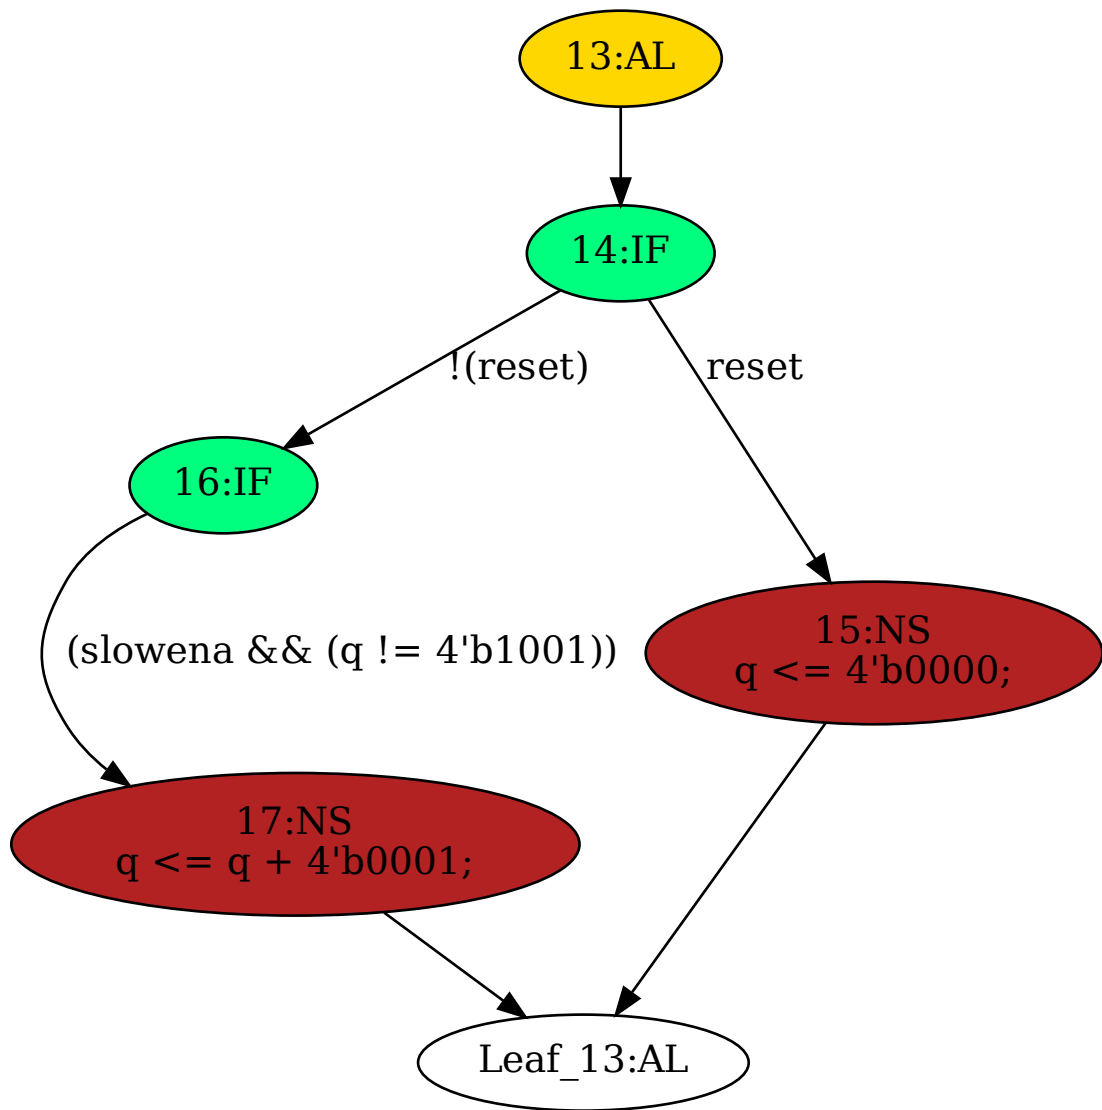 13:AL
14:IF
!(reset)
reset
16:IF
(slowena && (q != 4'b1001))
15:NS
q <= 4'b0000;
17:NS
q <= q + 4'b0001;
Leaf_13:AL